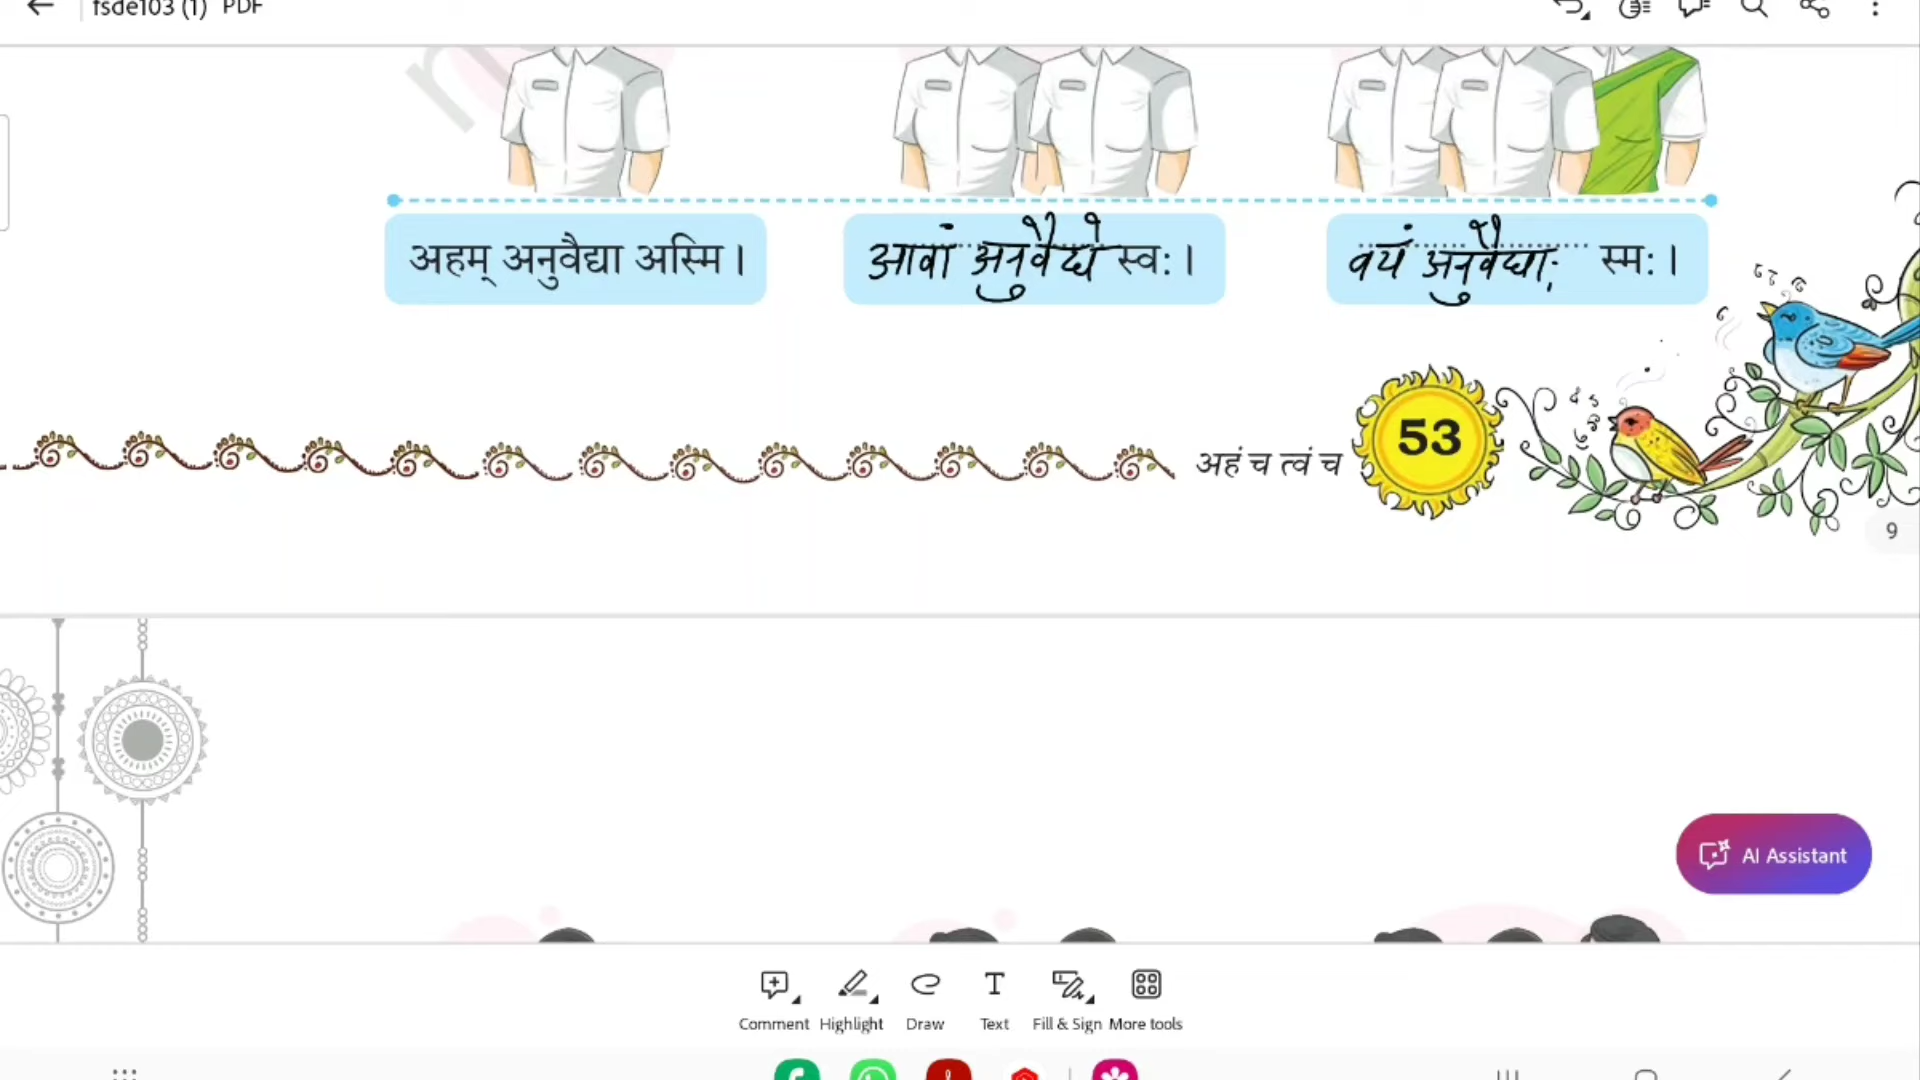 fsde103 (1) PDF
अहम् अनुवैद्या अस्मि ।
आवां अनुवैद्ये स्वः ।
वयं अनुवैद्याः स्मः ।
अहं च त्वं च
53
9
AI Assistant
Comment Highlight Draw Text Fill & Sign More tools